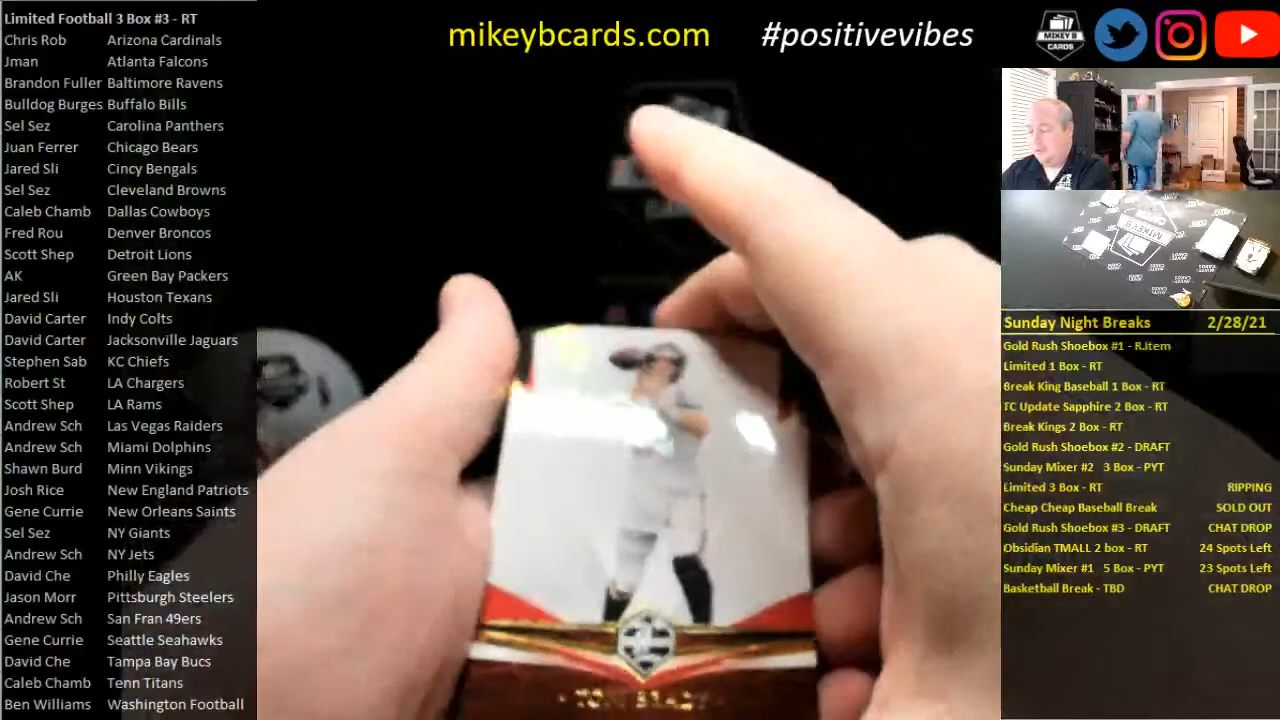 Limited Football 3 Box #3 - RT
Chris Rob Arizona Cardinals
Jman Atlanta Falcons
Brandon Fuller Baltimore Ravens
Bulldog Burges Buffalo Bills
Sel Sez Carolina Panthers
Juan Ferrer Chicago Bears
Jared Sli Cincy Bengals
Sel Sez Cleveland Browns
Caleb Chamb Dallas Cowboys
Fred Rou Denver Broncos
Scott Shep Detroit Lions
AK Green Bay Packers
Jared Sli Houston Texans
David Carter Indy Colts
David Carter Jacksonville Jaguars
Stephen Sab KC Chiefs
Robert St LA Chargers
Scott Shep LA Rams
Andrew Sch Las Vegas Raiders
Andrew Sch Miami Dolphins
Shawn Burd Minn Vikings
Josh Rice New England Patriots
Gene Currie New Orleans Saints
Sel Sez NY Giants
Andrew Sch NY Jets
David Che Philly Eagles
Jason Morr Pittsburgh Steelers
Andrew Sch San Fran 49ers
Gene Currie Seattle Seahawks
David Che Tampa Bay Bucs
Caleb Chamb Tenn Titans
Ben Williams Washington Football
mikeybcards.com #positivevibes
MIKEY B
CARDS
TOM BRADY
MIKEY B
Sunday Night Breaks 2/28/21
Gold Rush Shoebox #1 - R.item
Limited 1 Box - RT
Break King Baseball 1 Box - RT
TC Update Sapphire 2 Box - RT
Break Kings 2 Box - RT
Gold Rush Shoebox #2 - DRAFT
Sunday Mixer #2 3 Box - PYT
Limited 3 Box - RT RIPPING
Cheap Cheap Baseball Break SOLD OUT
Gold Rush Shoebox #3 - DRAFT CHAT DROP
Obsidian TMALL 2 box - RT 24 Spots Left
Sunday Mixer #1 5 Box - PYT 23 Spots Left
Basketball Break - TBD CHAT DROP